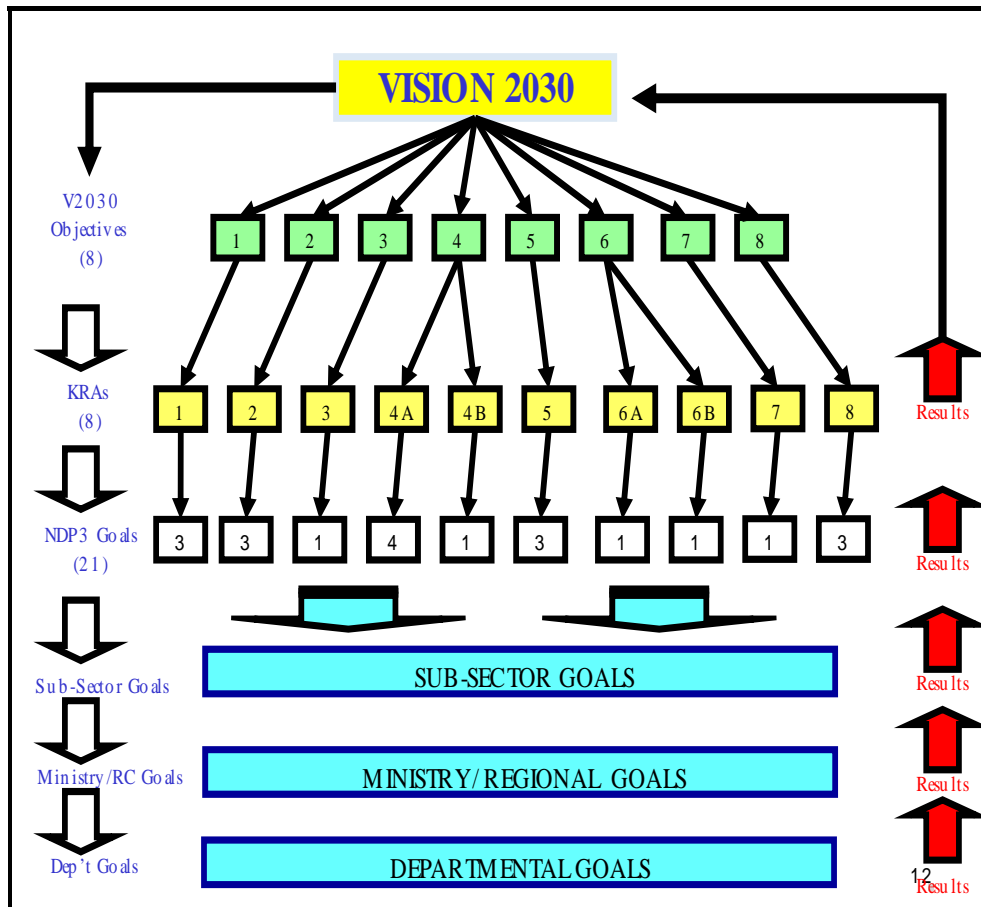 VISION 2030
V2030
Objectives
(8)
1 2 3 4 5 6 7 8
KRAs
(8)
1 2 3 4A 4B 5 6A 6B 7 8
Results
NDP3 Goals
(21)
3 3 1 4 1 3 1 1 1 3
Results
Sub-Sector Goals
SUB-SECTOR GOALS
Results
Ministry/RC Goals
MINISTRY/REGIONAL GOALS
Results
Dep't Goals
DEPARTMENTAL GOALS
12
Results